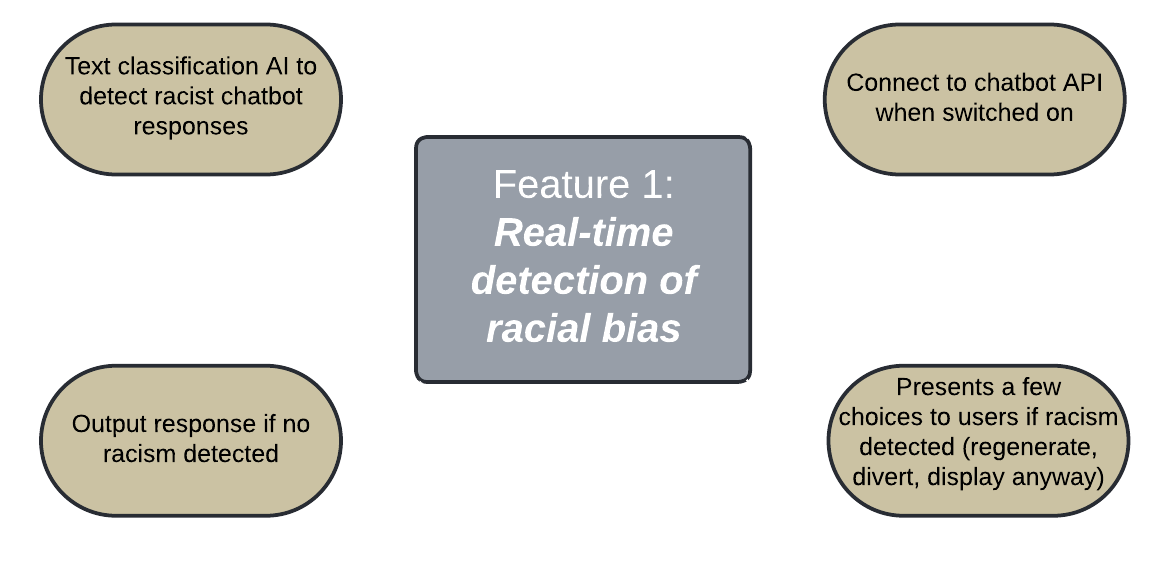 Text classification AI to
detect racist chatbot
responses
Connect to chatbot API
when switched on
Feature 1:
Real-time
detection of
racial bias
Output response if no
racism detected
Presents a few
choices to users if racism
detected (regenerate,
divert, display anyway)